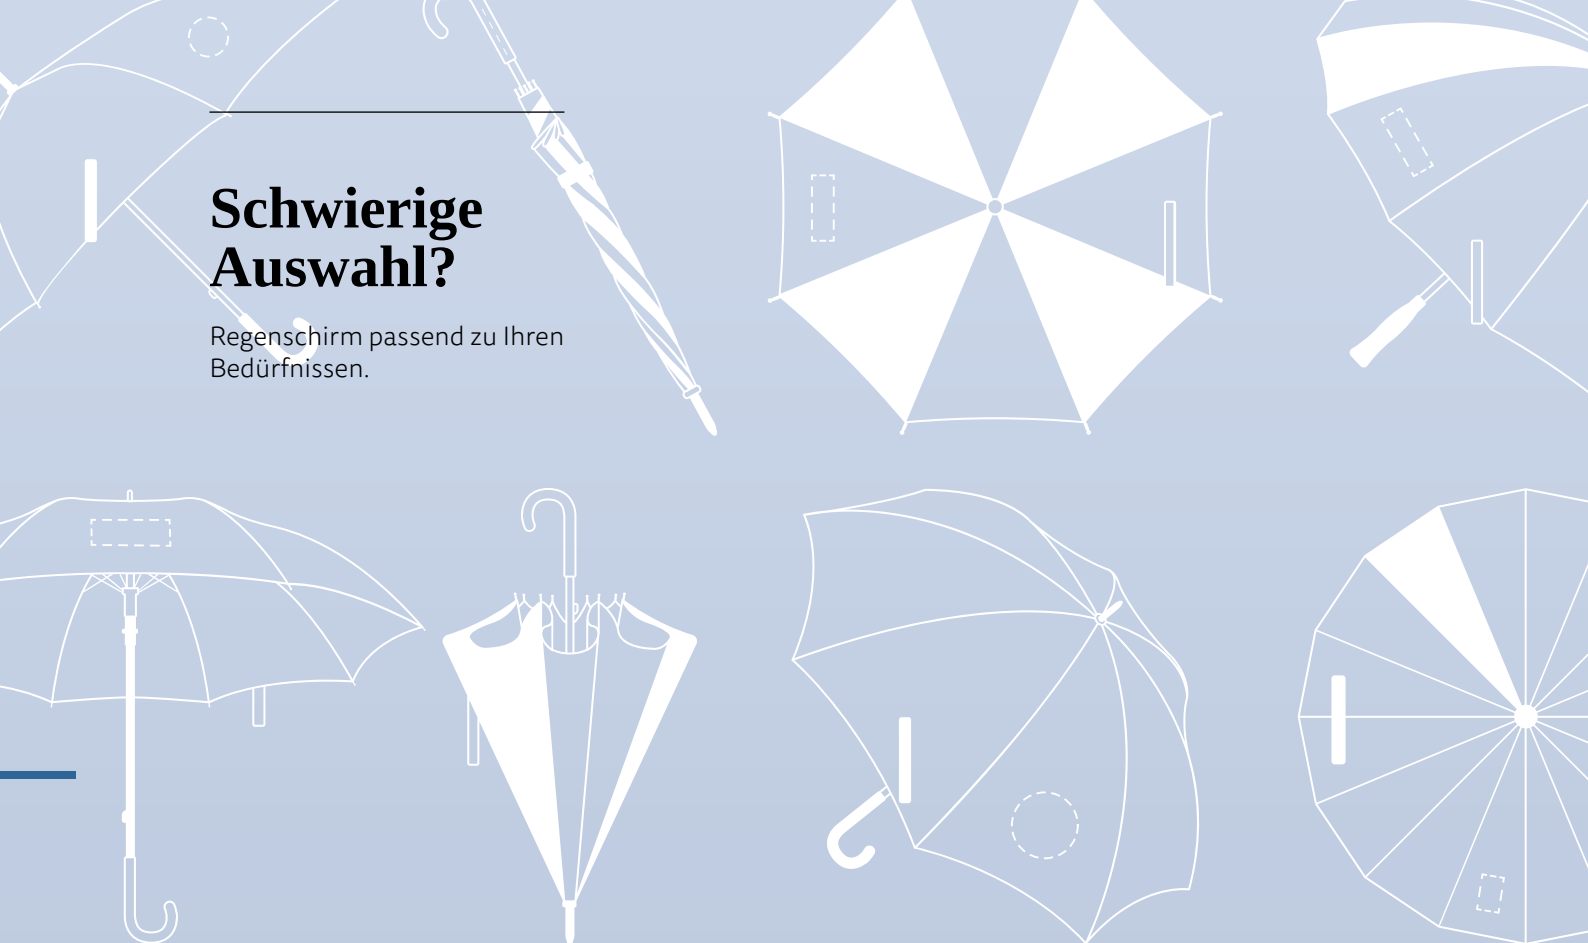 Schwierige
Auswahl?
Regenschirm passend zu Ihren
Bedürfnissen.